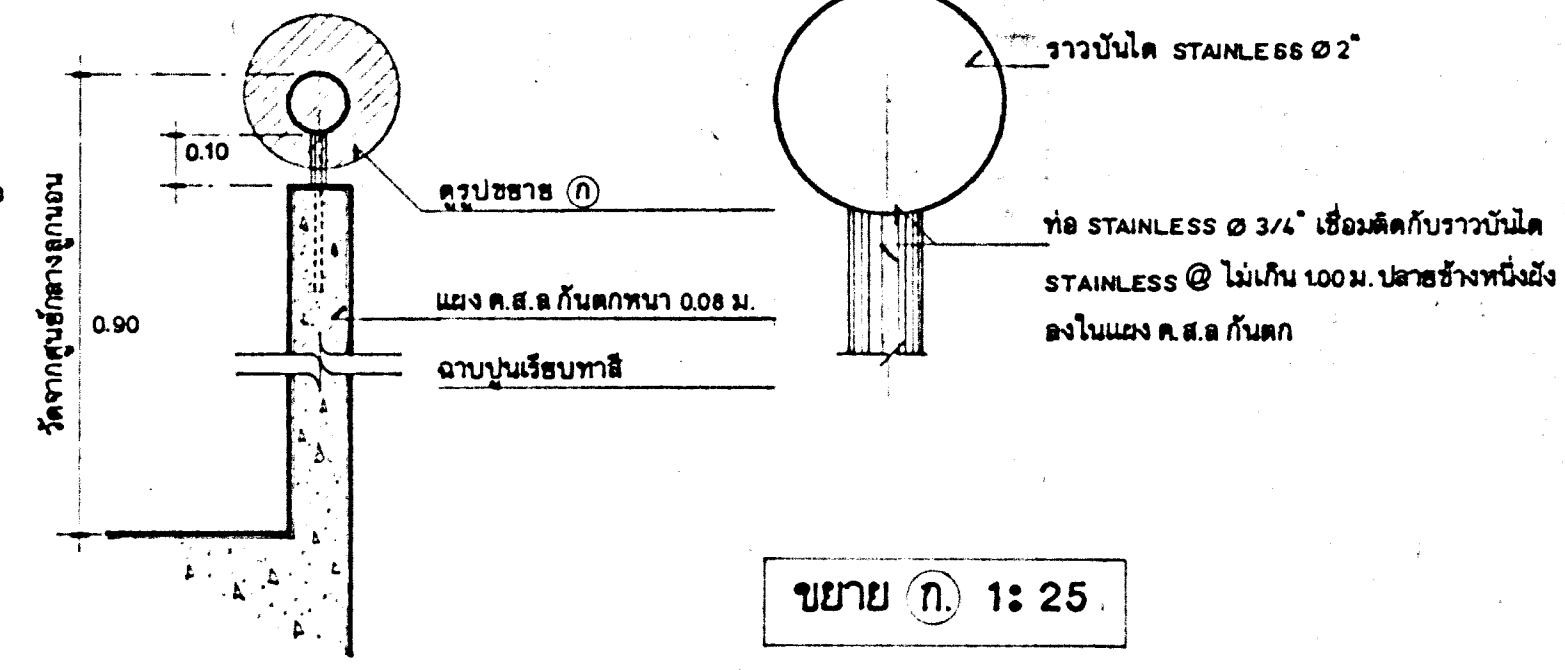 วัดจากศูนย์กลางลูกนอน
0.90
0.10
ดูรูปขยาย ก
แผง ค.ส.ล กันตกหนา 0.08 ม.
ฉาบปูนเรียบทาสี
ราวบันได STAINLESS Ø 2"
ท่อ STAINLESS Ø 3/4" เชื่อมติดกับราวบันได
STAINLESS @ ไม่เกิน 1.00 ม. ปลายข้างหนึ่งฝัง
ลงในแผง ค.ส.ล กันตก
ขยาย ก. 1: 25